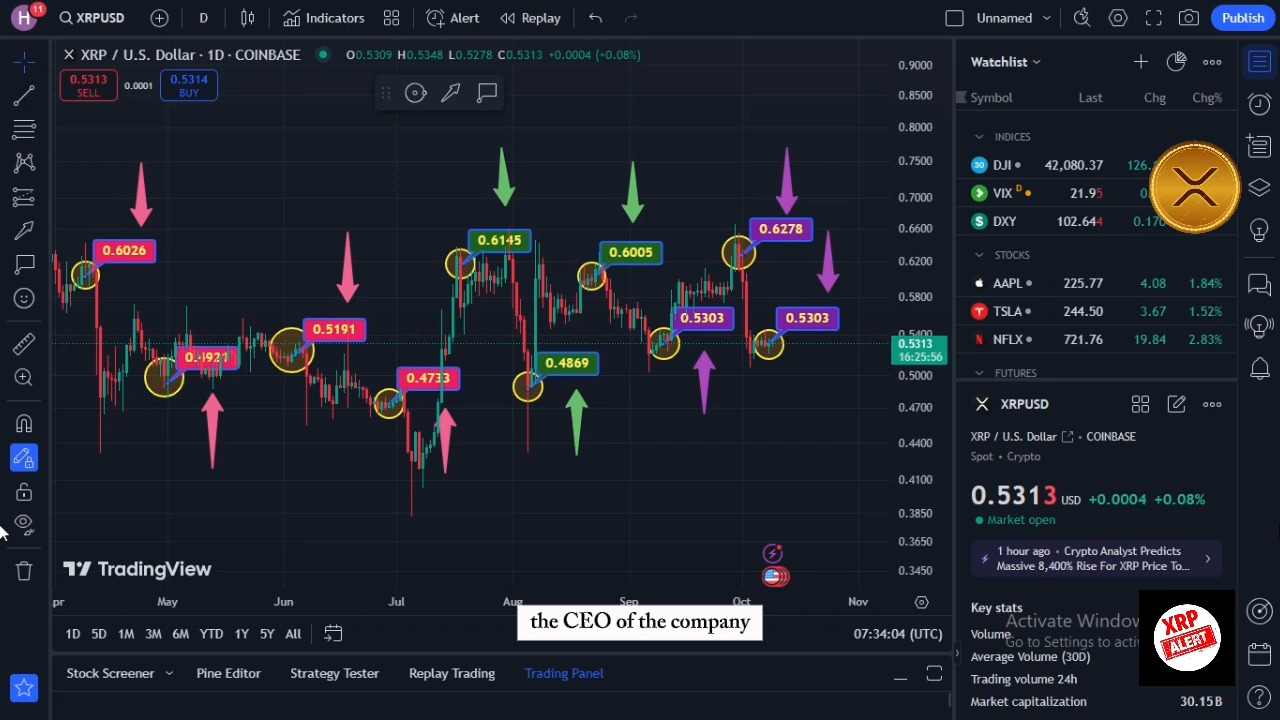 H 11 XRPUSD D Indicators Alert Replay Unnamed Publish
XRP / U.S. Dollar · 1D · COINBASE O0.5309 H0.5348 L0.5278 C0.5313 +0.0004 (+0.08%)
0.5313 SELL 0.0001 0.5314 BUY
0.6026
0.4921
0.5191
0.4733
0.6145
0.4869
0.6005
0.5303
0.6278
0.5303
0.9000
0.8500
0.8000
0.7500
0.7000
0.6600
0.6200
0.5800
0.5400
0.5313
16:25:56
0.5000
0.4700
0.4400
0.4100
0.3850
0.3650
0.3450
TradingView
May Jun Jul Aug Sep Oct Nov
the CEO of the company
1D 5D 1M 3M 6M YTD 1Y 5Y All 07:34:04 (UTC)
Stock Screener Pine Editor Strategy Tester Replay Trading Trading Panel
Watchlist
Symbol Last Chg Chg%
INDICES
30 DJI 42,080.37 126.
VIX D 21.95
$ DXY 102.644
STOCKS
AAPL 225.77 4.08 1.84%
TSLA 244.50 3.67 1.52%
N NFLX 721.76 19.84 2.83%
FUTURES
XRPUSD
XRP / U.S. Dollar · COINBASE
Spot · Crypto
0.5313 USD +0.0004 +0.08%
Market open
1 hour ago · Crypto Analyst Predicts
Massive 8,400% Rise For XRP Price To...
Key stats
Activate Window
Volume
Go to Settings to acti
Average Volume (30D)
Trading volume 24h
Market capitalization 30.15B
XRP
ALERT